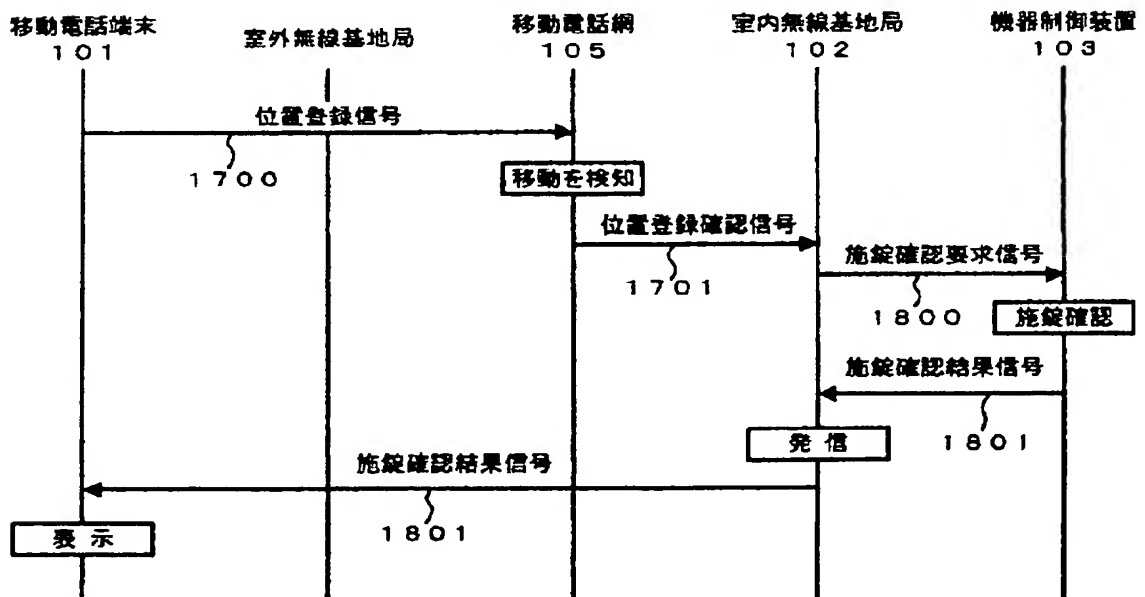 移動電話端末
101
室外無線基地局
移動電話網
105
室内無線基地局
102
機器制御装置
103
位置登録信号
1700
移動を検知
位置登録確認信号
1701
施錠確認要求信号
1800
施錠確認
施錠確認結果信号
1801
発信
施錠確認結果信号
1801
表示